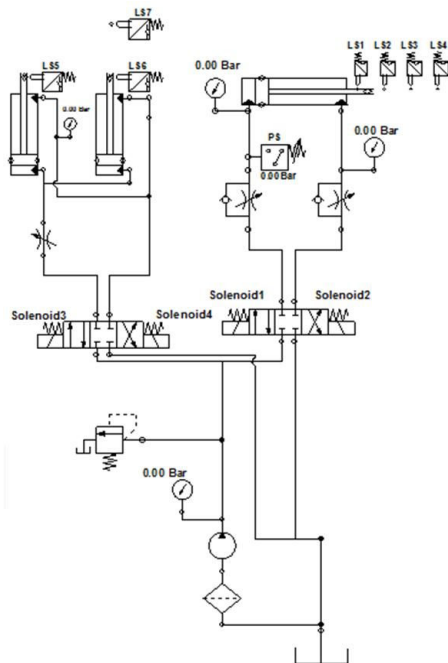 LS7
LS5
LS6
0.00 Bar
0.00 Bar
LS1 LS2 LS3 LS4
PS
0.00Bar
0.00 Bar
Solenoid3
Solenoid4
Solenoid1
Solenoid2
0.00 Bar